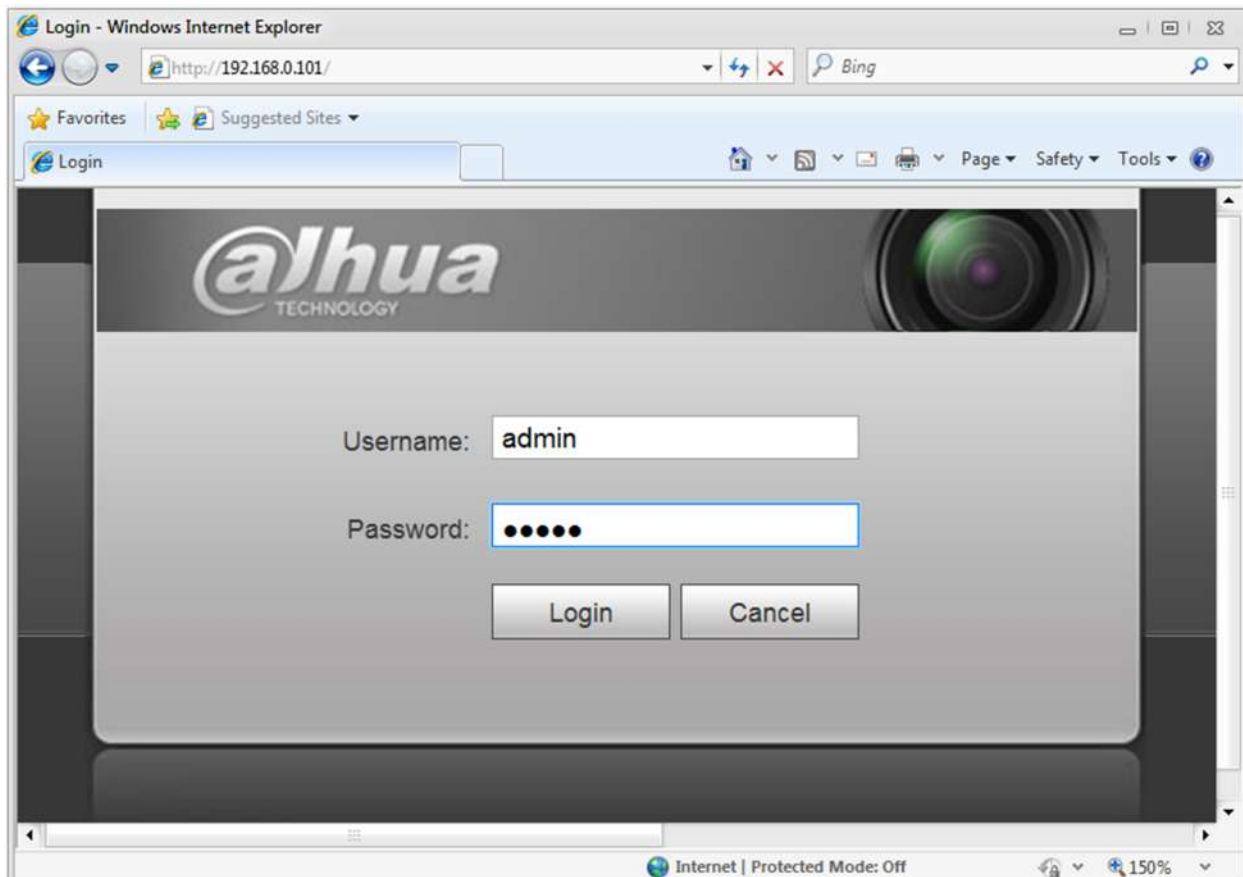 Login - Windows Internet Explorer
http://192.168.0.101/
Bing
Favorites
Suggested Sites
Login
Page
Safety
Tools
alhua
TECHNOLOGY
Username:
admin
Password:
●●●●●
Login
Cancel
Internet | Protected Mode: Off
150%